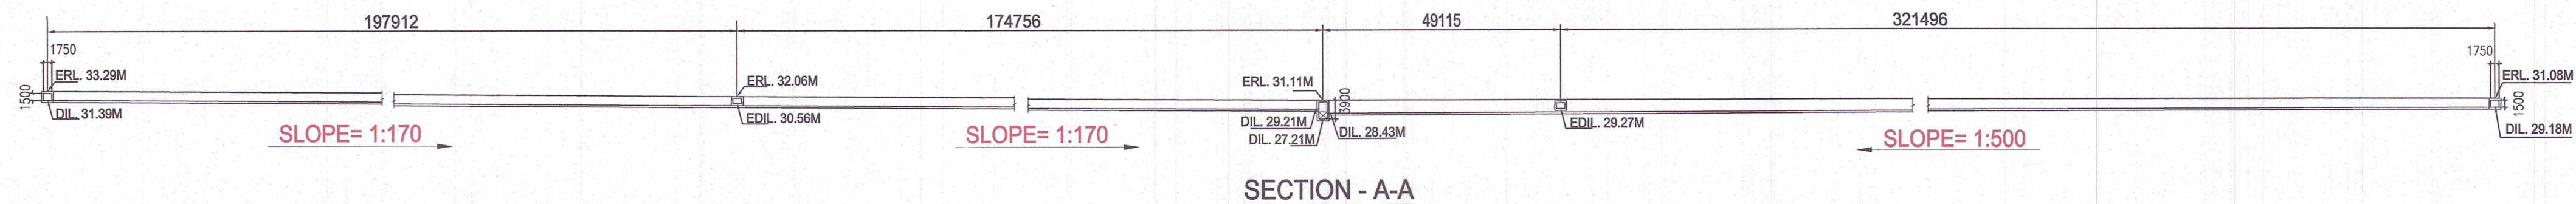 197912
174756
49115
321496
1750
1750
ERL. 33.29M
ERL. 32.06M
ERL. 31.11M
ERL. 31.08M
1500
3900
1500
DIL. 31.39M
EDIL. 30.56M
DIL. 29.21M
DIL. 28.43M
DIL. 27.21M
EDIL. 29.27M
DIL. 29.18M
SLOPE= 1:170
SLOPE= 1:170
SLOPE= 1:500
SECTION - A-A